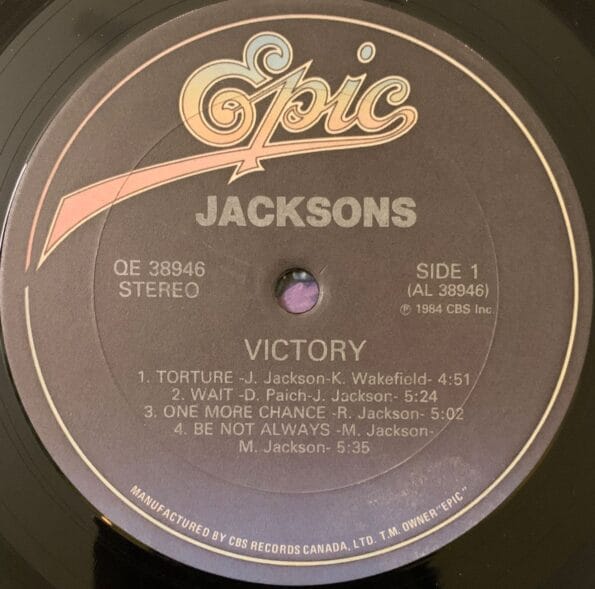 Epic
JACKSONS
QE 38946
STEREO
SIDE 1
(AL 38946)
℗ 1984 CBS Inc.
VICTORY
1. TORTURE -J. Jackson-K. Wakefield- 4:51
2. WAIT -D. Paich-J. Jackson- 5:24
3. ONE MORE CHANCE -R. Jackson- 5:02
4. BE NOT ALWAYS -M. Jackson-
M. Jackson- 5:35
MANUFACTURED BY CBS RECORDS CANADA, LTD. T.M. OWNER "EPIC"